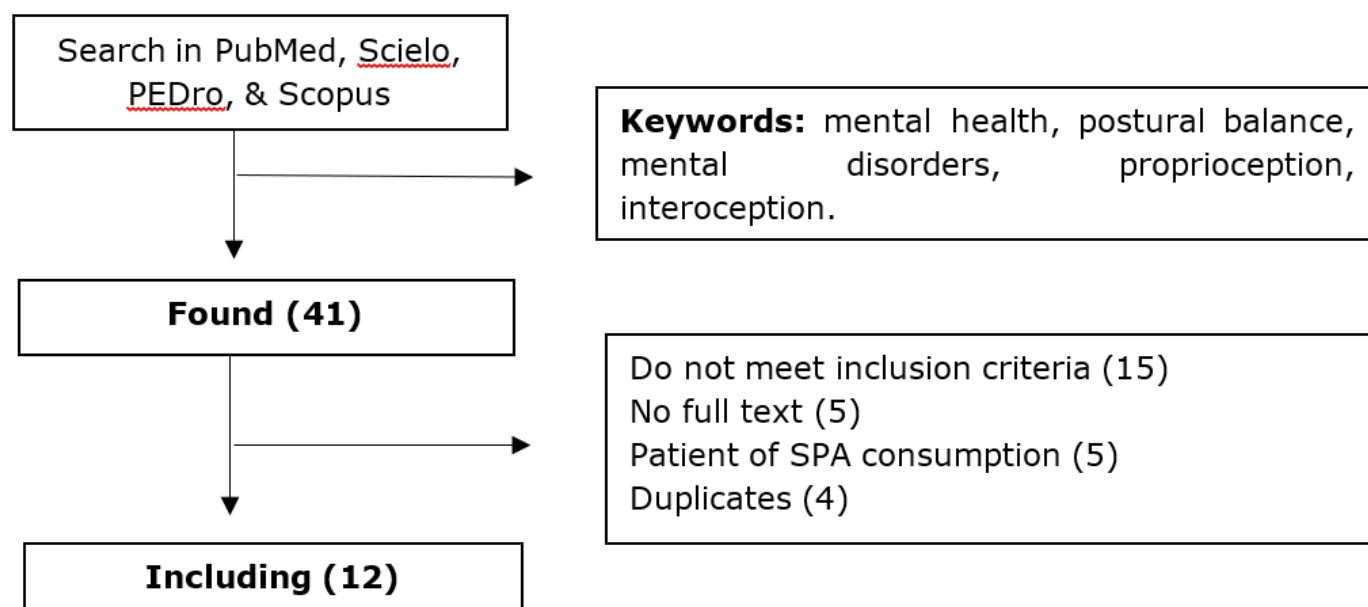 Search in PubMed, Scielo,
PEDro, & Scopus
Keywords: mental health, postural balance,
mental disorders, proprioception,
interoception.
Found (41)
Do not meet inclusion criteria (15)
No full text (5)
Patient of SPA consumption (5)
Duplicates (4)
Including (12)